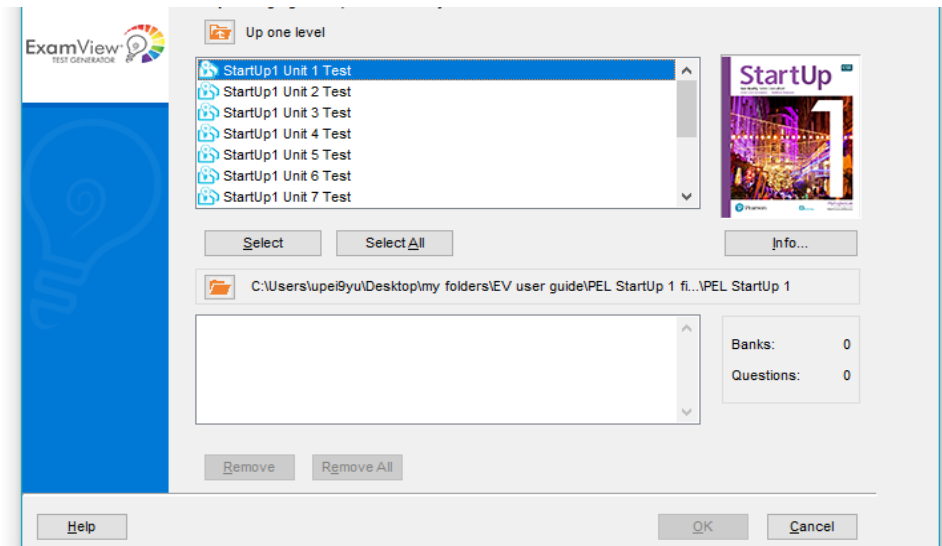 Up one level
ExamView
TEST GENERATOR
StartUp1 Unit 1 Test
StartUp1 Unit 2 Test
StartUp1 Unit 3 Test
StartUp1 Unit 4 Test
StartUp1 Unit 5 Test
StartUp1 Unit 6 Test
StartUp1 Unit 7 Test
StartUp
1
Pearson
Select
Select All
Info...
C:\Users\upei9yu\Desktop\my folders\EV user guide\PEL StartUp 1 fi...\PEL StartUp 1
Banks: 0
Questions: 0
Remove
Remove All
Help
OK
Cancel